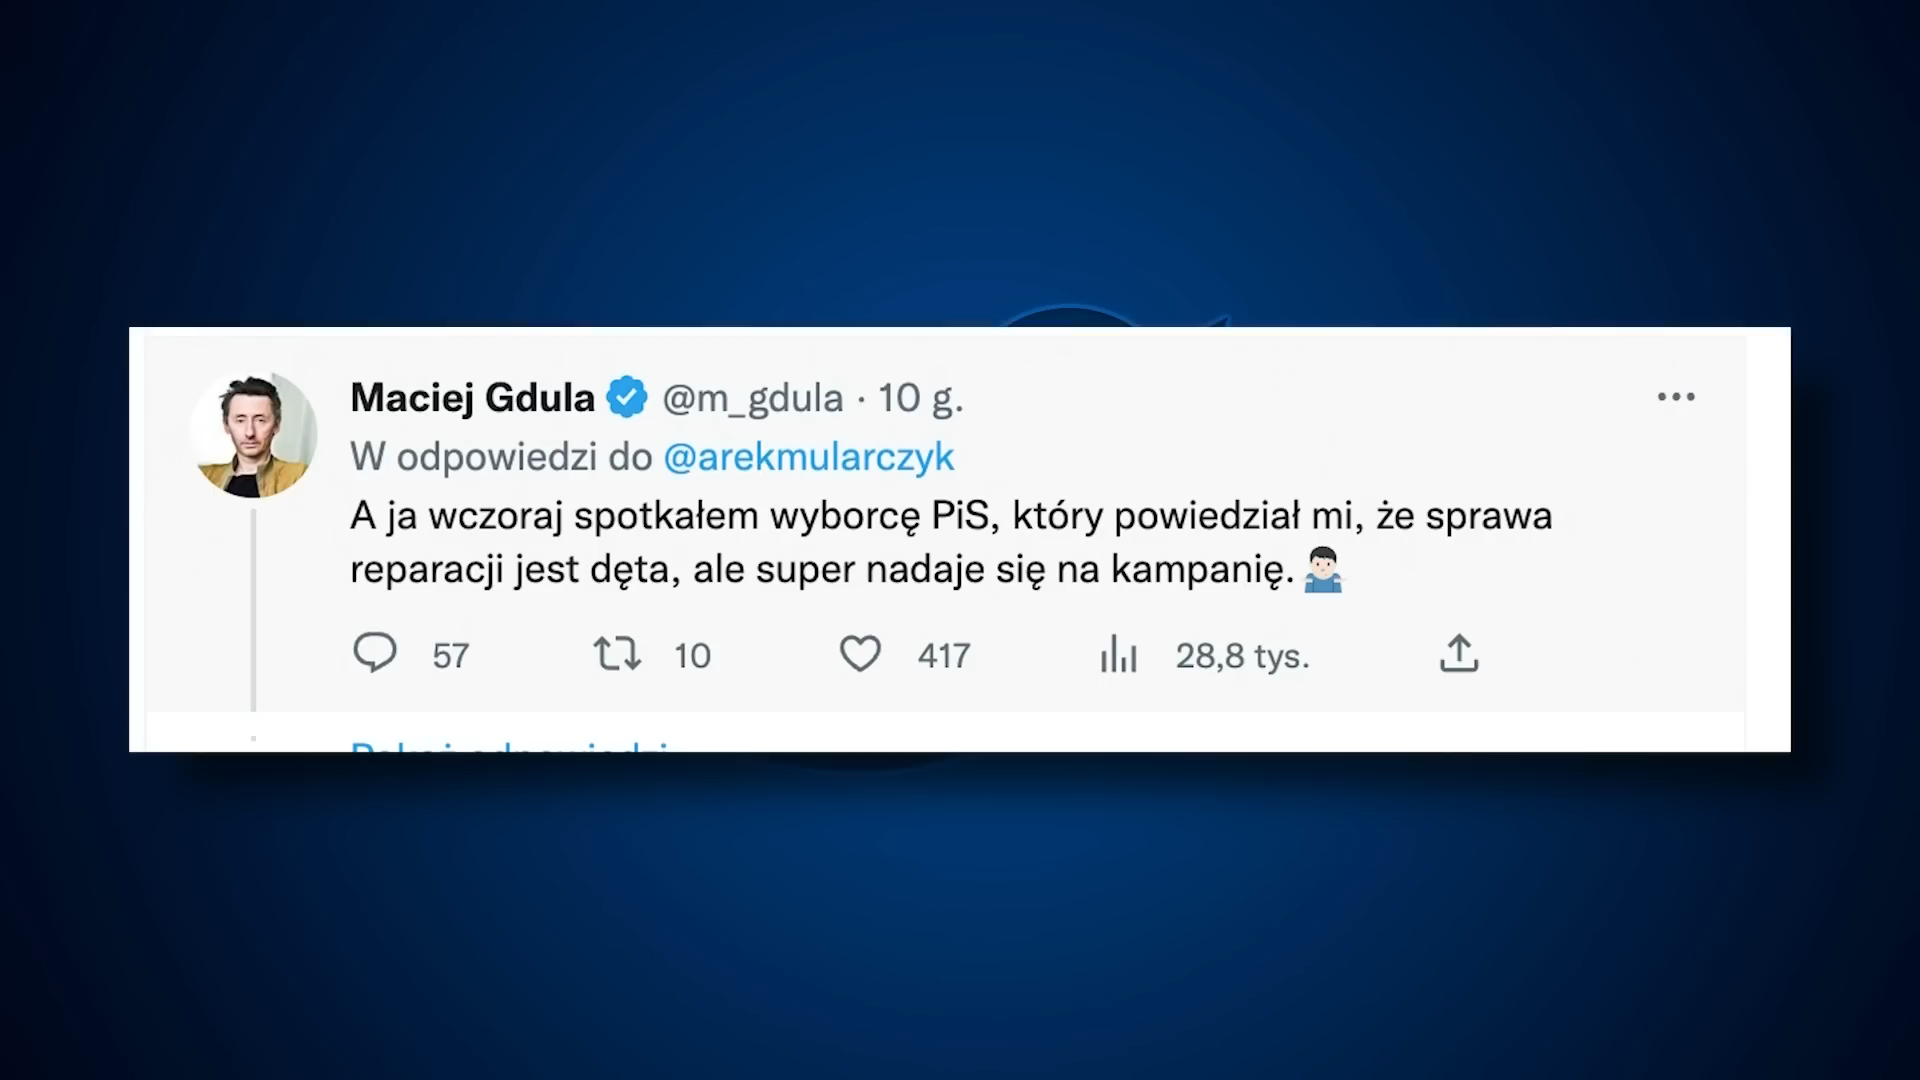 Maciej Gdula @m_gdula · 10 g.
W odpowiedzi do @arekmularczyk
A ja wczoraj spotkałem wyborcę PiS, który powiedział mi, że sprawa
reparacji jest dęta, ale super nadaje się na kampanię.
57 10 417 28,8 tys.